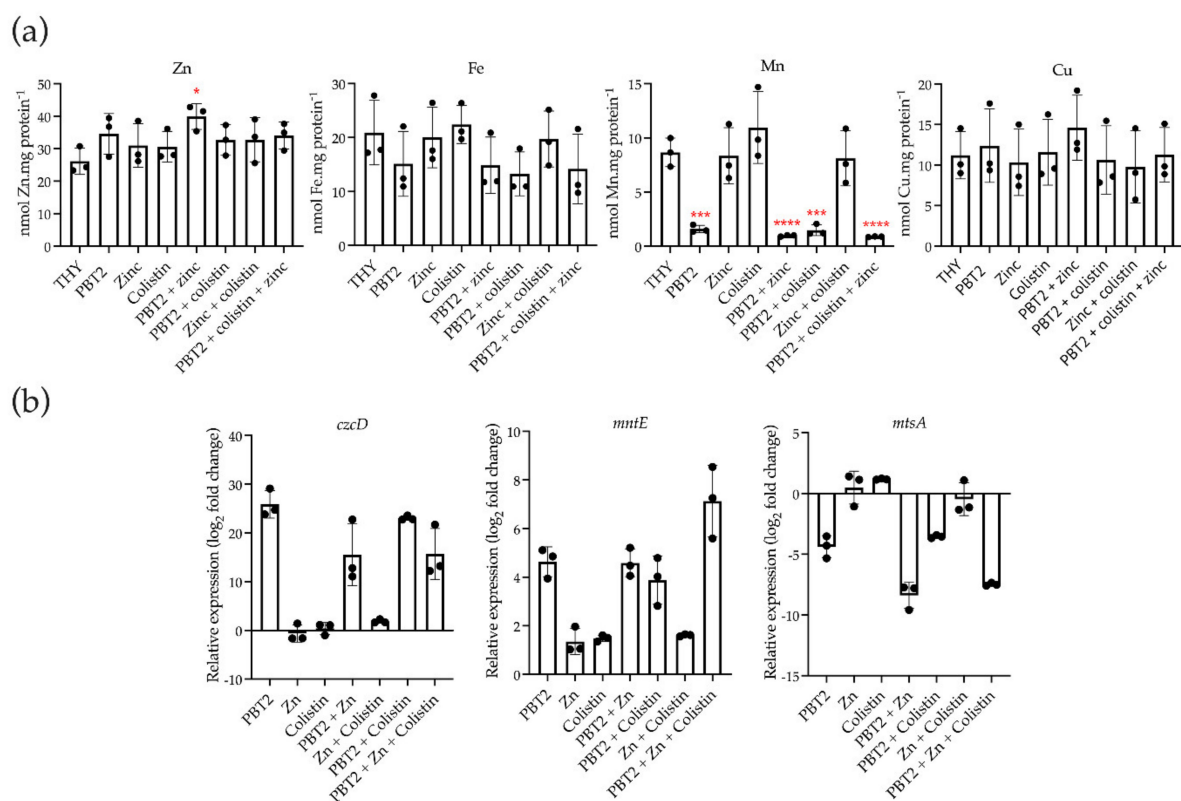 (a)
Zn
nmol Zn.mg protein⁻¹
50
40
30
20
10
0
*
THY
PBT2
Zinc
Colistin
PBT2 + zinc
PBT2 + colistin
Zinc + colistin
PBT2 + colistin + zinc
Fe
nmol Fe.mg protein⁻¹
30
20
10
0
THY
PBT2
Zinc
Colistin
PBT2 + zinc
PBT2 + colistin
Zinc + colistin
PBT2 + colistin + zinc
Mn
nmol Mn.mg protein⁻¹
15
10
5
0
***
****
***
****
THY
PBT2
Zinc
Colistin
PBT2 + zinc
PBT2 + colistin
Zinc + colistin
PBT2 + colistin + zinc
Cu
nmol Cu.mg protein⁻¹
20
15
10
5
0
THY
PBT2
Zinc
Colistin
PBT2 + zinc
PBT2 + colistin
Zinc + colistin
PBT2 + colistin + zinc
(b)
czcD
Relative expression (log₂ fold change)
40
30
20
10
0
-10
PBT2
Zn
Colistin
PBT2 + Zn
Zn + Colistin
PBT2 + Colistin
PBT2 + Zn + Colistin
mntE
Relative expression (log₂ fold change)
10
8
6
4
2
0
PBT2
Zn
Colistin
PBT2 + Zn
PBT2 + Colistin
Zn + Colistin
PBT2 + Zn + Colistin
mtsA
Relative expression (log₂ fold change)
5
0
-5
-10
-15
PBT2
Zn
Colistin
PBT2 + Zn
PBT2 + Colistin
Zn + Colistin
PBT2 + Zn + Colistin